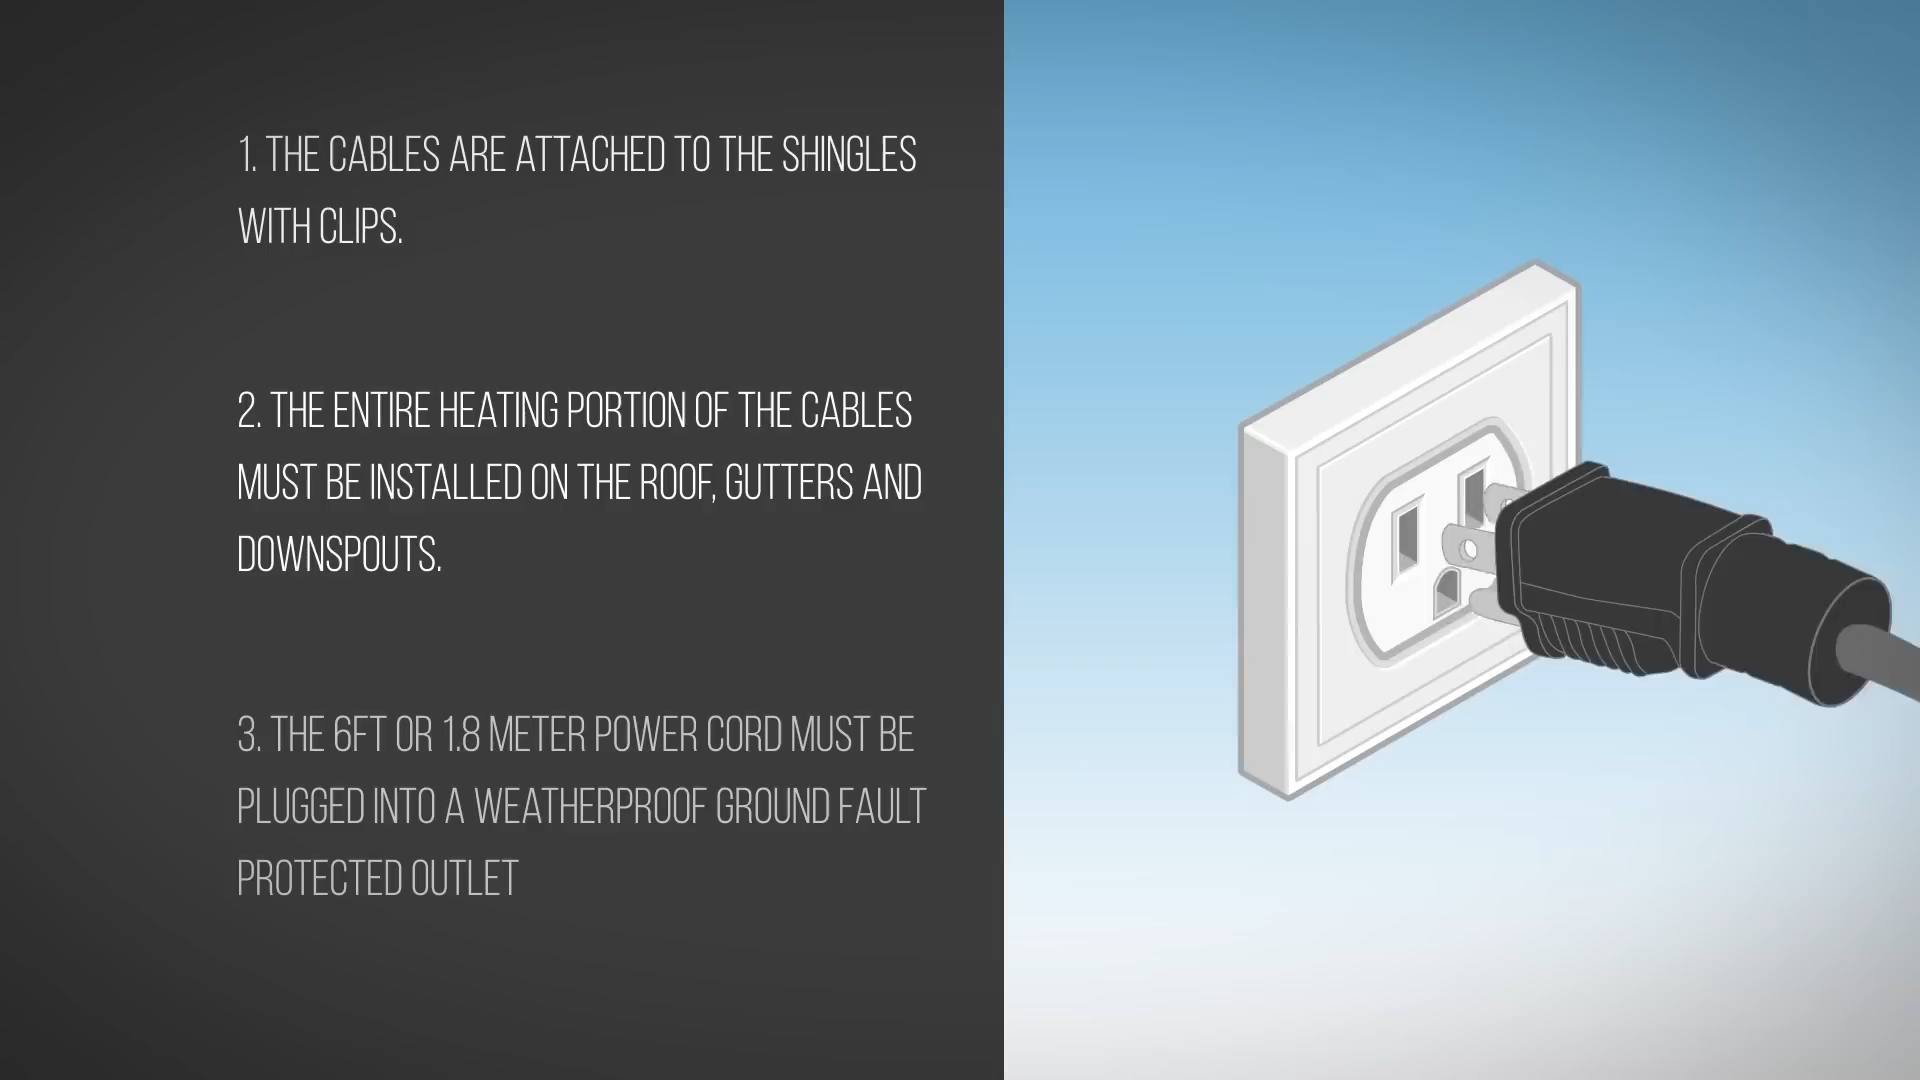 1. THE CABLES ARE ATTACHED TO THE SHINGLES
WITH CLIPS.
2. THE ENTIRE HEATING PORTION OF THE CABLES
MUST BE INSTALLED ON THE ROOF, GUTTERS AND
DOWNSPOUTS.
3. THE 6FT OR 1.8 METER POWER CORD MUST BE
PLUGGED INTO A WEATHERPROOF GROUND FAULT
PROTECTED OUTLET